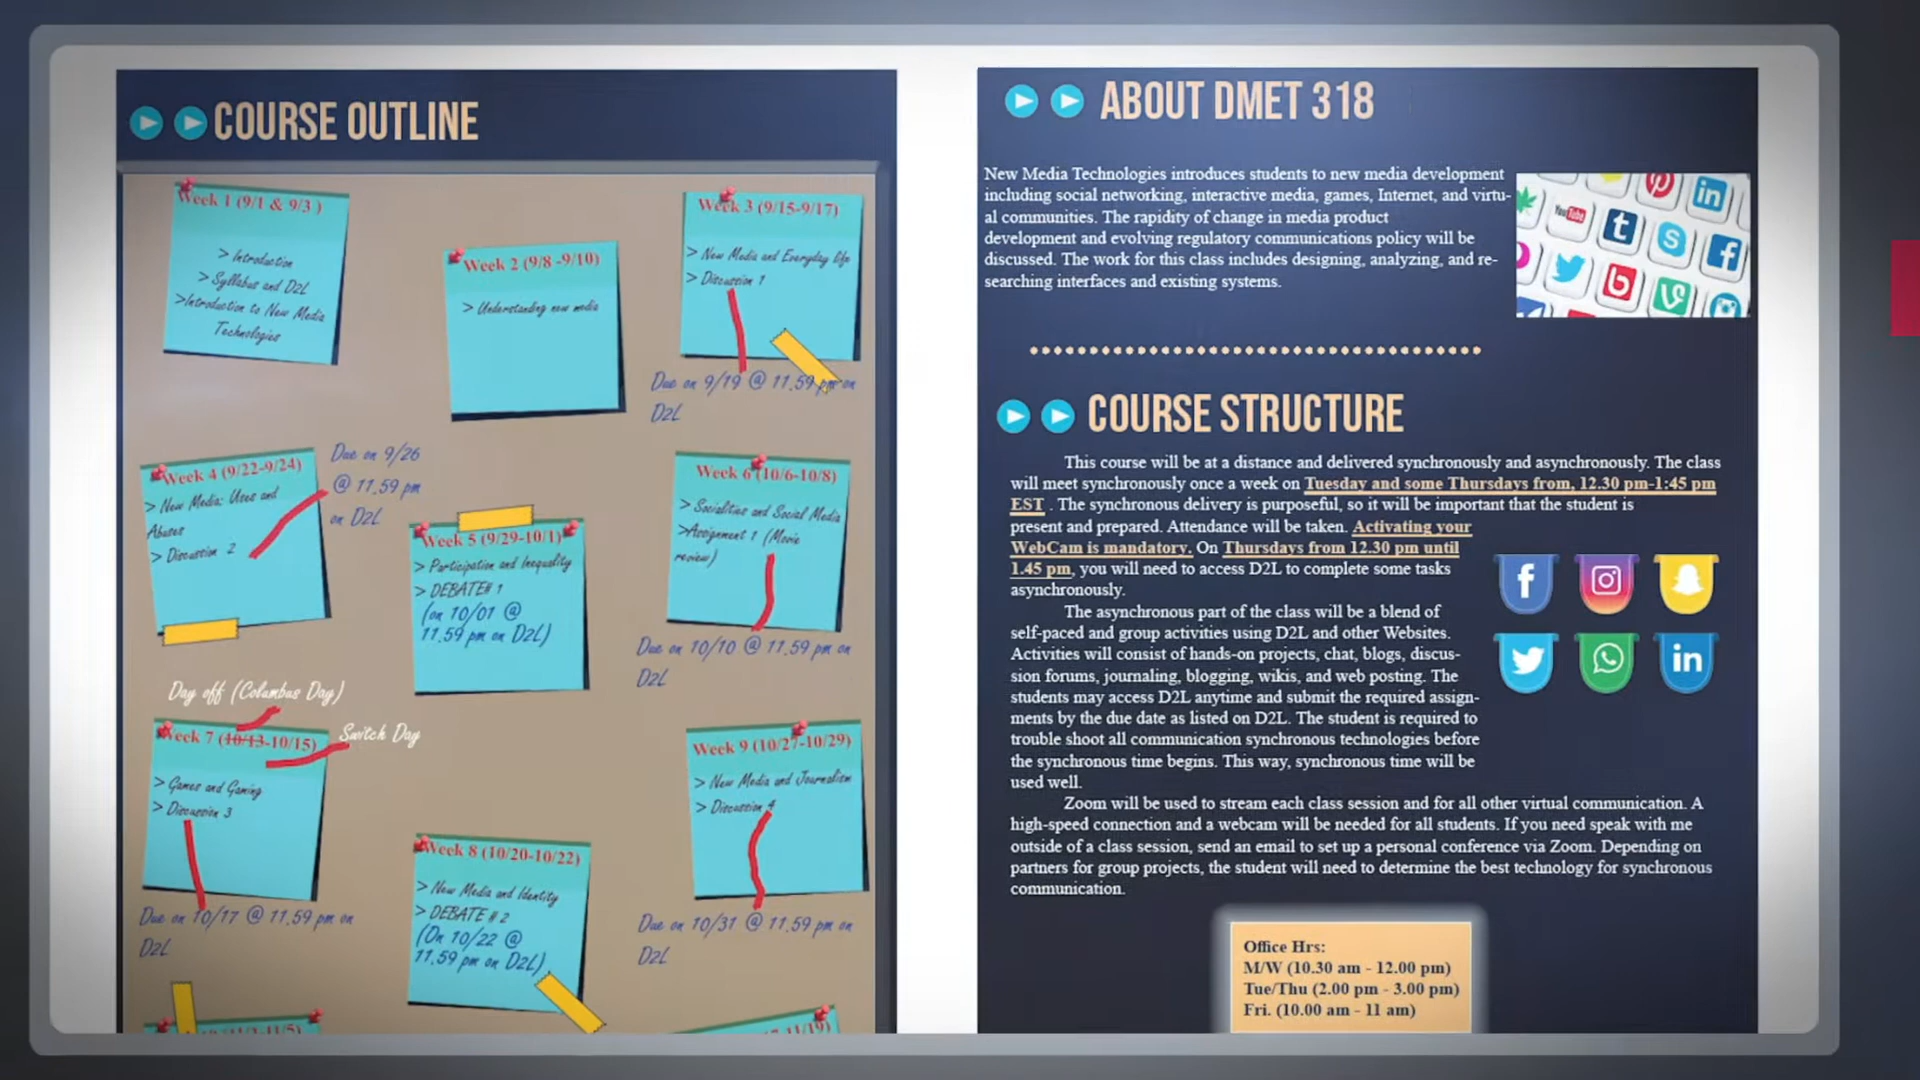 COURSE OUTLINE
Week 1 (9/1 & 9/3 )
> Introduction
> Syllabus and D2L
>Introduction to New Media
Technologies
Week 2 (9/8 -9/10)
> Understanding new media
Week 3 (9/15-9/17)
> New Media and Everyday life
> Discussion 1
Due on 9/19 @ 11.59 pm on
D2L
Week 4 (9/22-9/24)
> New Media: Uses and
Abuses
> Discussion 2
Due on 9/26
@ 11.59 pm
on D2L
Week 5 (9/29-10/1)
> Participation and Inequality
> DEBATE# 1
(on 10/01 @
11.59 pm on D2L)
Week 6 (10/6-10/8)
> Socialities and Social Media
>Assignment 1 (Movie
review)
Due on 10/10 @ 11.59 pm on
D2L
Day off (Columbus Day)
Switch Day
Week 7 (10/13-10/15)
> Games and Gaming
> Discussion 3
Due on 10/17 @ 11.59 pm on
D2L
Week 8 (10/20-10/22)
> New Media and Identity
> DEBATE # 2
(On 10/22 @
11.59 pm on D2L)
Week 9 (10/27-10/29)
> New Media and Journalism
> Discussion 4
Due on 10/31 @ 11.59 pm on
D2L
ABOUT DMET 318
New Media Technologies introduces students to new media development
including social networking, interactive media, games, Internet, and virtu-
al communities. The rapidity of change in media product
development and evolving regulatory communications policy will be
discussed. The work for this class includes designing, analyzing, and re-
searching interfaces and existing systems.
You Tube
COURSE STRUCTURE
This course will be at a distance and delivered synchronously and asynchronously. The class
will meet synchronously once a week on Tuesday and some Thursdays from, 12.30 pm-1:45 pm
EST . The synchronous delivery is purposeful, so it will be important that the student is
present and prepared. Attendance will be taken. Activating your
WebCam is mandatory. On Thursdays from 12.30 pm until
1.45 pm, you will need to access D2L to complete some tasks
asynchronously.
The asynchronous part of the class will be a blend of
self-paced and group activities using D2L and other Websites.
Activities will consist of hands-on projects, chat, blogs, discus-
sion forums, journaling, blogging, wikis, and web posting. The
students may access D2L anytime and submit the required assign-
ments by the due date as listed on D2L. The student is required to
trouble shoot all communication synchronous technologies before
the synchronous time begins. This way, synchronous time will be
used well.
Zoom will be used to stream each class session and for all other virtual communication. A
high-speed connection and a webcam will be needed for all students. If you need speak with me
outside of a class session, send an email to set up a personal conference via Zoom. Depending on
partners for group projects, the student will need to determine the best technology for synchronous
communication.
Office Hrs:
M/W (10.30 am - 12.00 pm)
Tue/Thu (2.00 pm - 3.00 pm)
Fri. (10.00 am - 11 am)